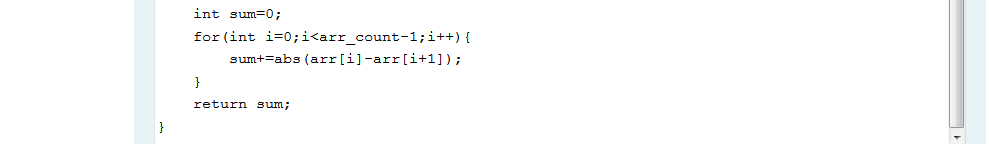 int sum=0;
for(int i=0;i<arr_count-1;i++){
sum+=abs(arr[i]-arr[i+1]);
}
return sum;
}